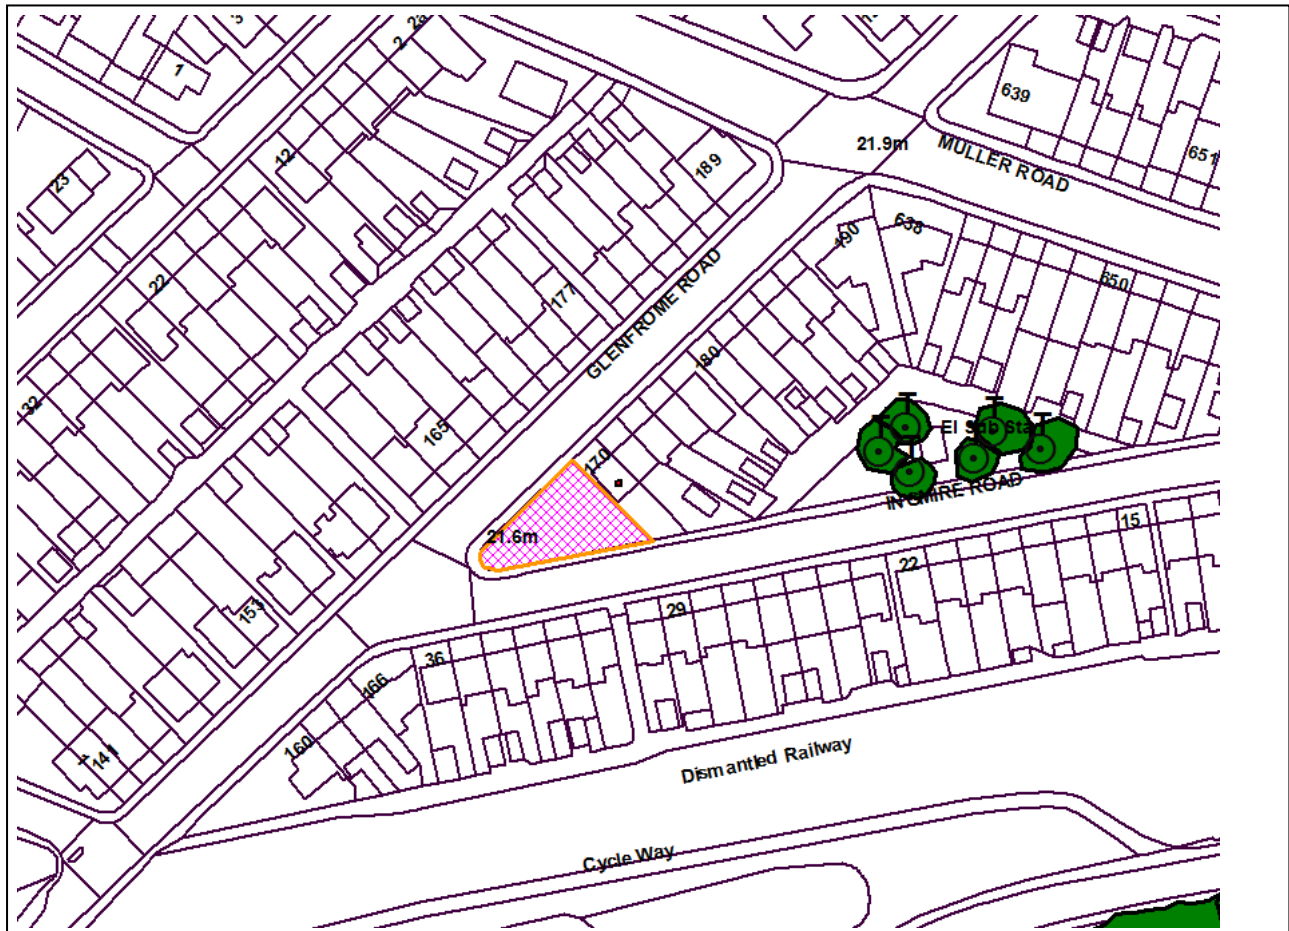 2
1
12
639
21.9m
MULLER ROAD
651
189
23
638
190
22
650
177
GLENFROME ROAD
180
32
165
El Sub Sta
T
T
T
T
T
T
170
INGMIRE ROAD
15
21.6m
22
153
29
36
166
160
141
Dismantled Railway
Cycle Way